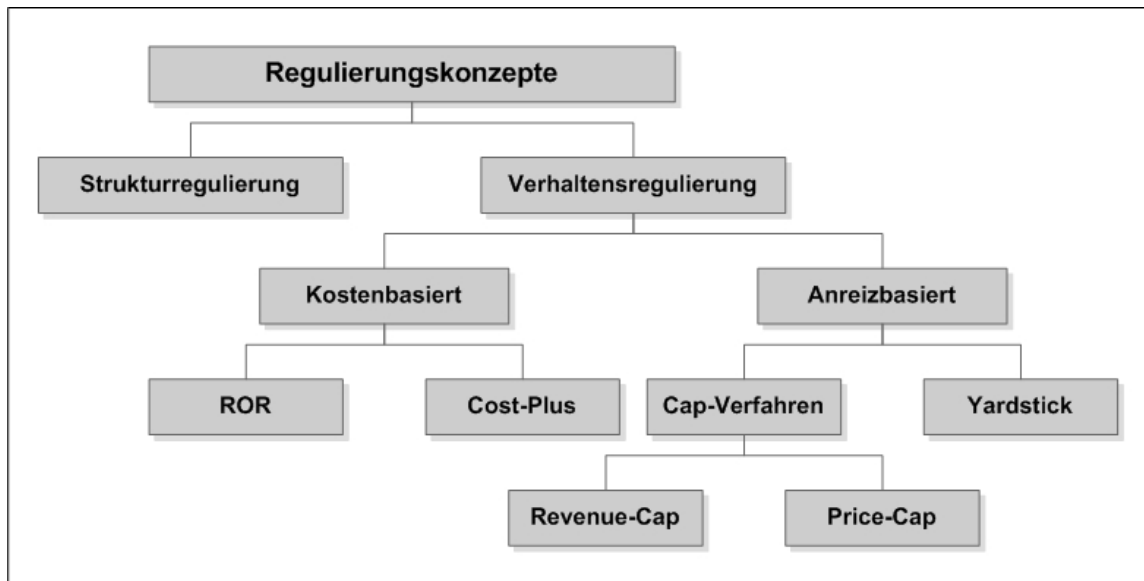 Regulierungskonzepte
Strukturregulierung
Verhaltensregulierung
Kostenbasiert
Anreizbasiert
ROR
Cost-Plus
Cap-Verfahren
Yardstick
Revenue-Cap
Price-Cap